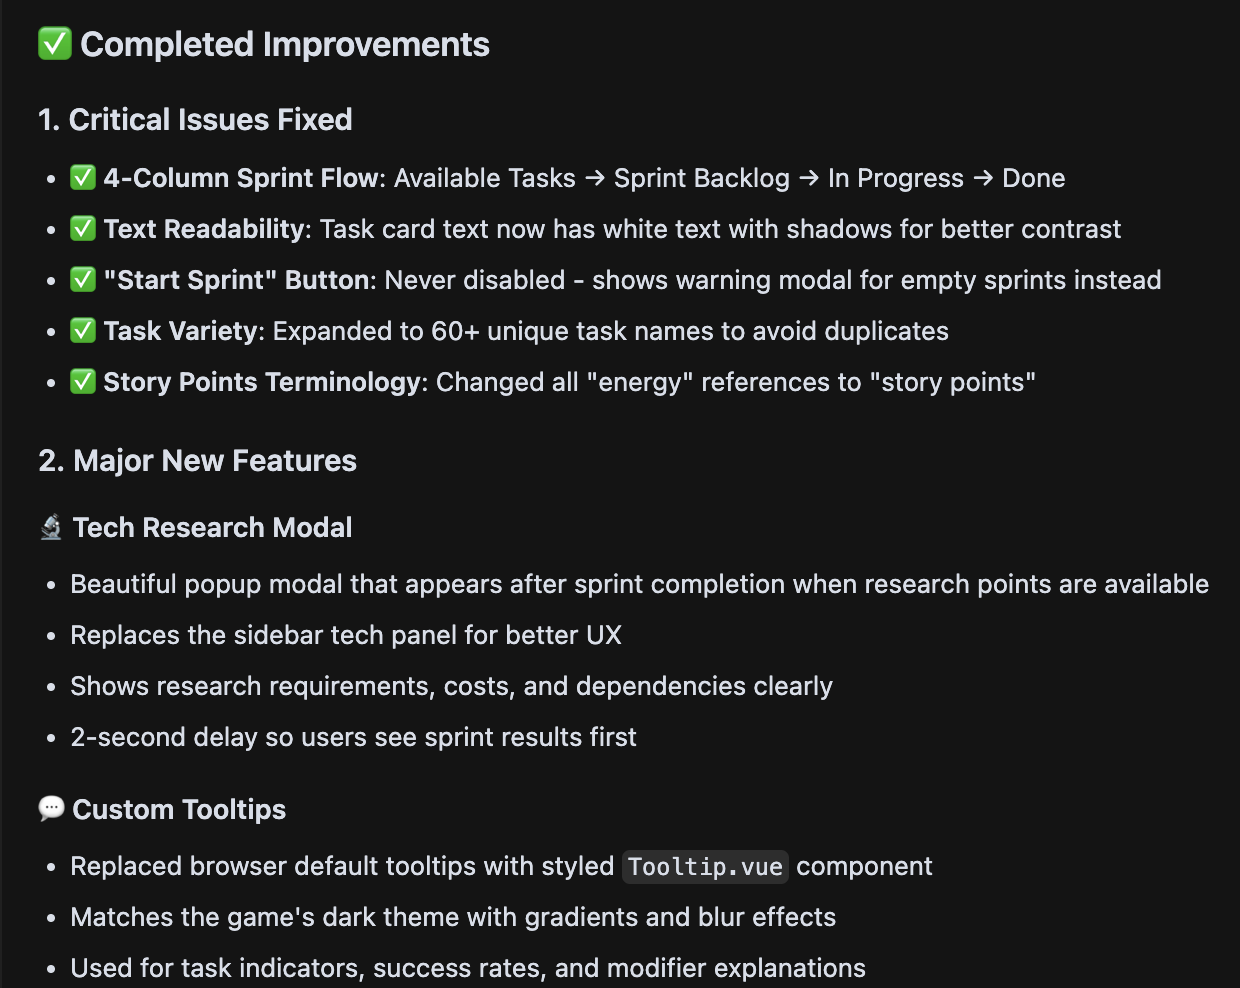 ✅ Completed Improvements
1. Critical Issues Fixed
• ✅ 4-Column Sprint Flow: Available Tasks → Sprint Backlog → In Progress → Done
• ✅ Text Readability: Task card text now has white text with shadows for better contrast
• ✅ "Start Sprint" Button: Never disabled - shows warning modal for empty sprints instead
• ✅ Task Variety: Expanded to 60+ unique task names to avoid duplicates
• ✅ Story Points Terminology: Changed all "energy" references to "story points"
2. Major New Features
🔬 Tech Research Modal
• Beautiful popup modal that appears after sprint completion when research points are available
• Replaces the sidebar tech panel for better UX
• Shows research requirements, costs, and dependencies clearly
• 2-second delay so users see sprint results first
💬 Custom Tooltips
• Replaced browser default tooltips with styled Tooltip.vue component
• Matches the game's dark theme with gradients and blur effects
• Used for task indicators, success rates, and modifier explanations